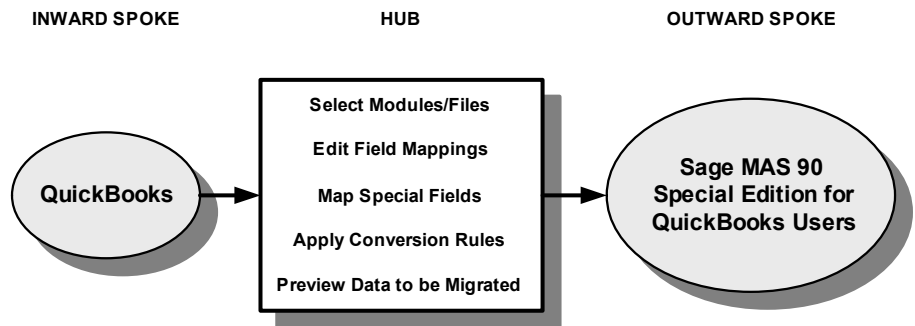 INWARD SPOKE
HUB
OUTWARD SPOKE
QuickBooks
Select Modules/Files
Edit Field Mappings
Map Special Fields
Apply Conversion Rules
Preview Data to be Migrated
Sage MAS 90
Special Edition for
QuickBooks Users